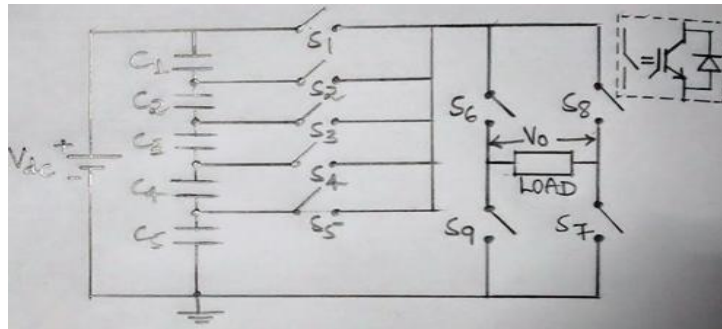 C1
S1
C2
S2
S6
S8
C3
S3
Vo
Vdc
+
-
LOAD
C4
S4
S9
S7
C5
S5
=